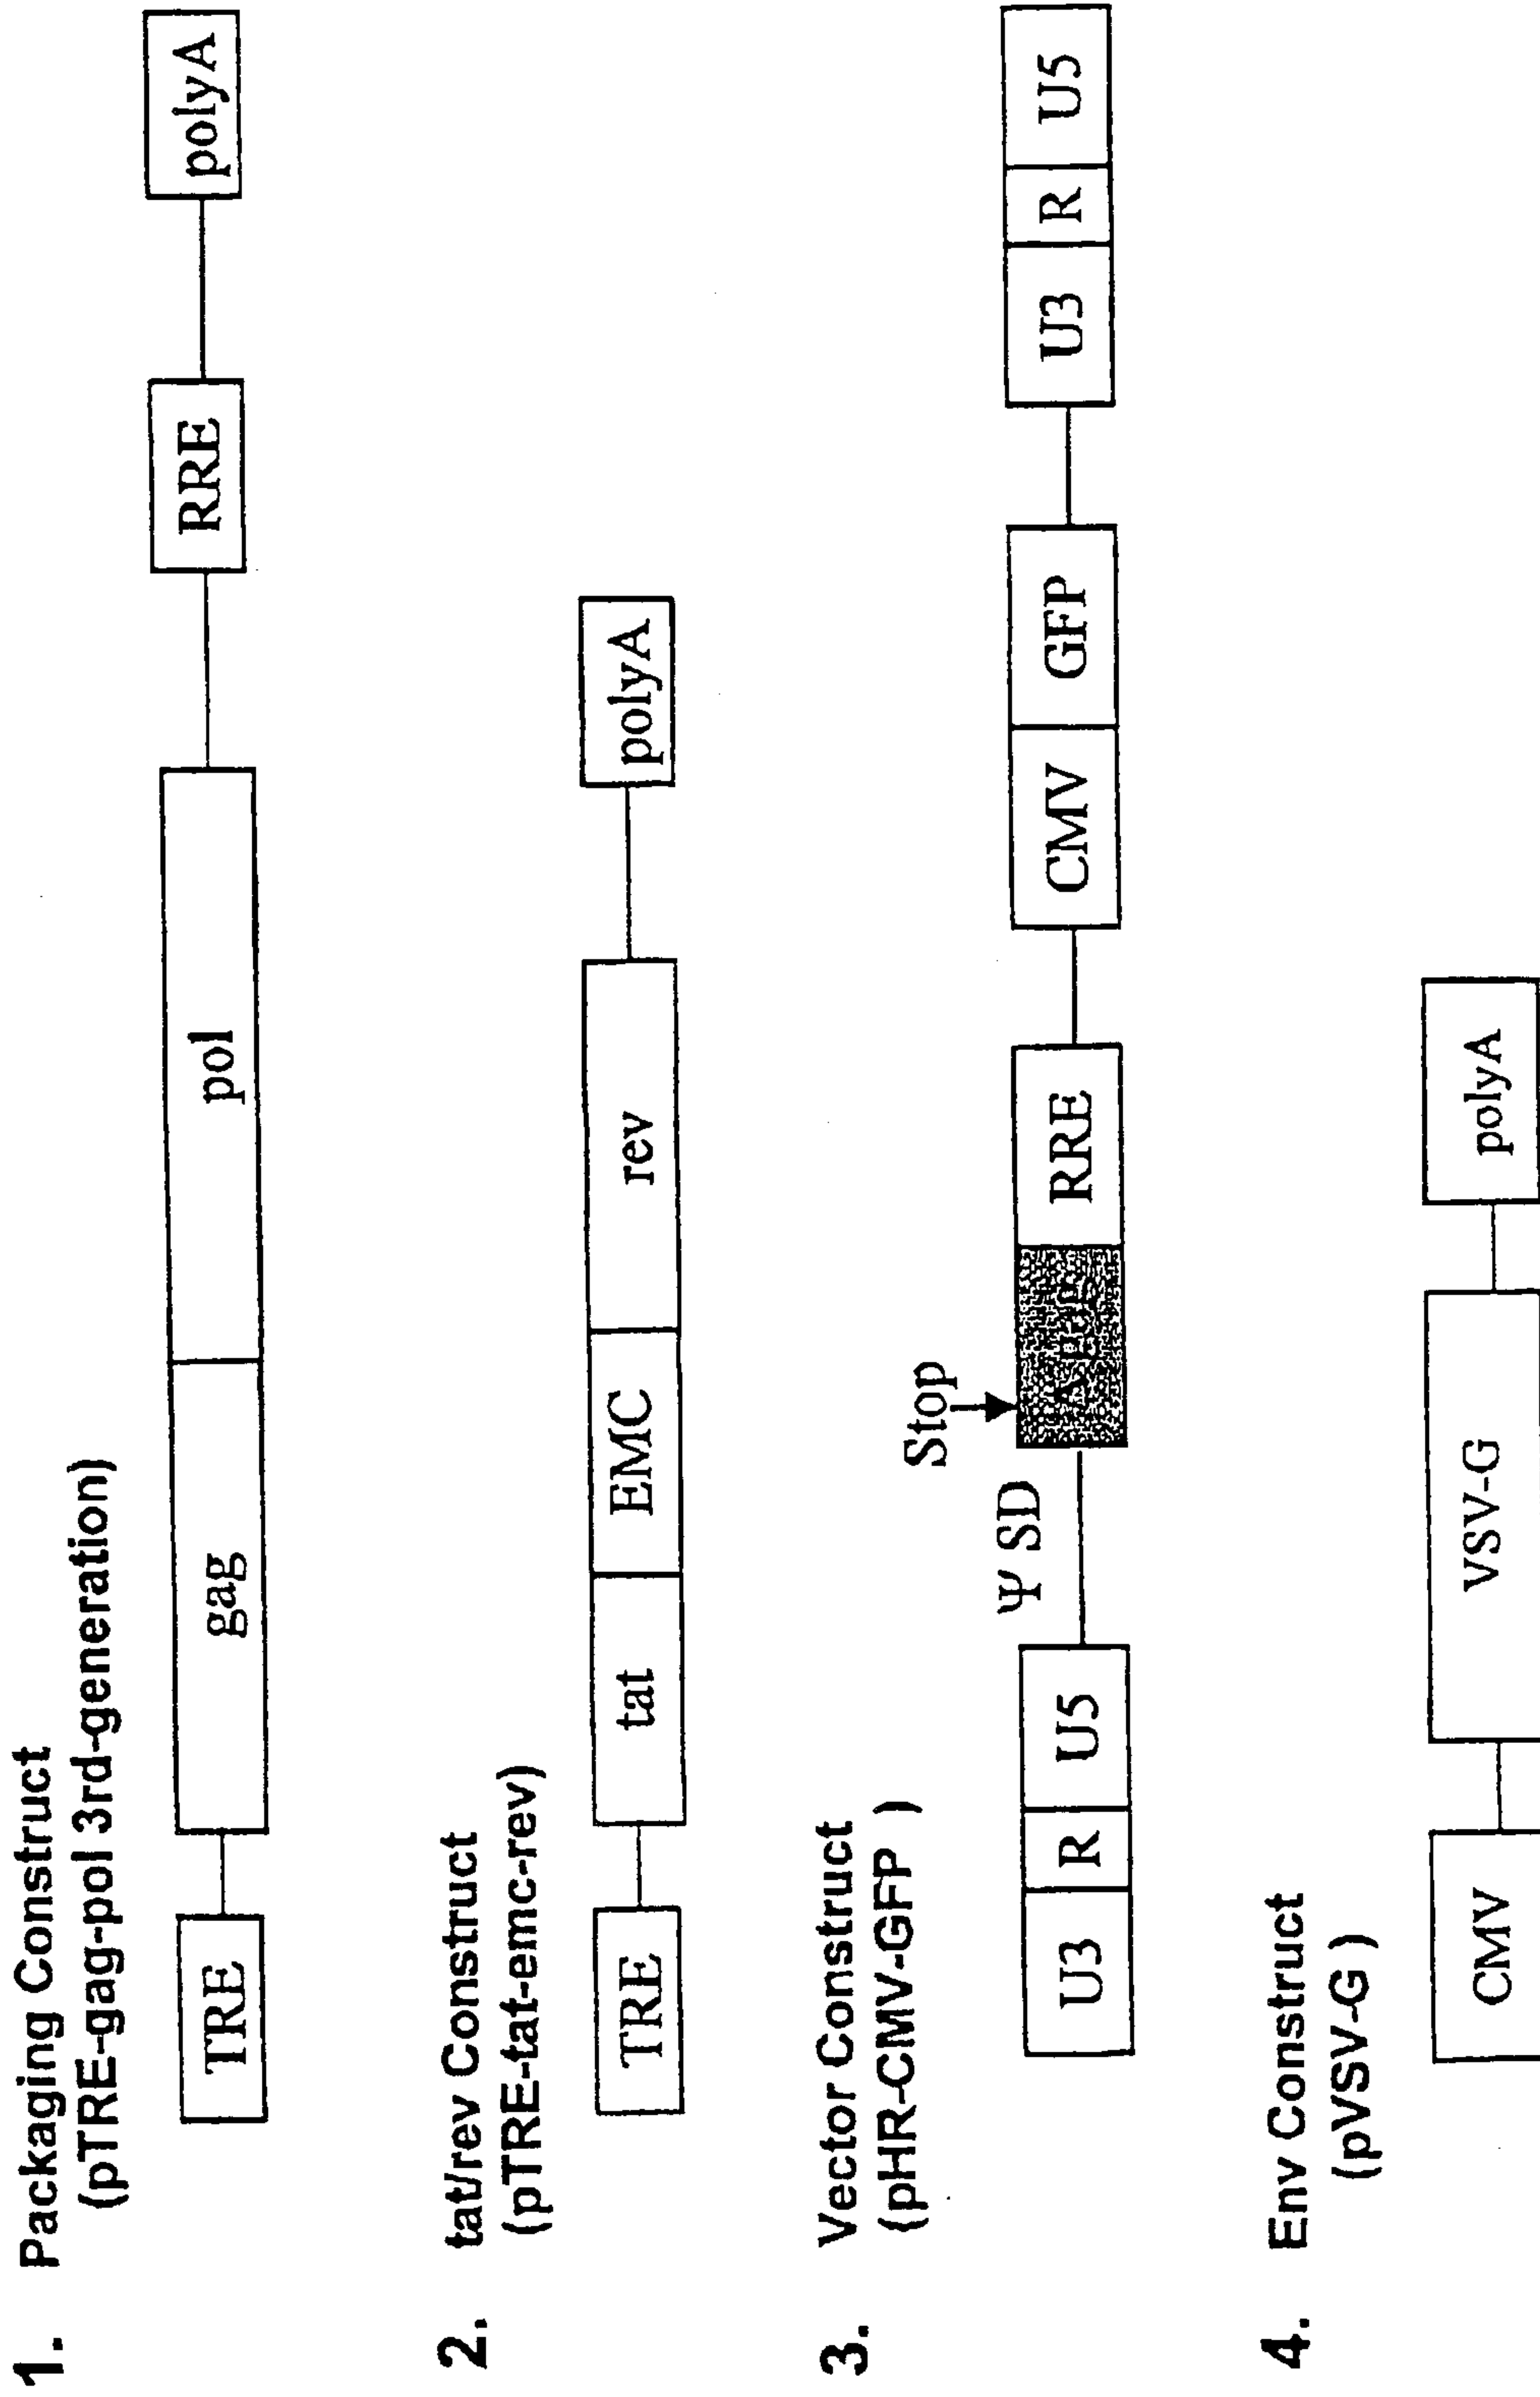 1. Packaging Construct
(pTRE-gag-pol 3rd-generation)
TRE gag pol RRE polyA
2. tat/rev Construct
(pTRE-tat-emc-rev)
TRE tat EMC rev polyA
3. Vector Construct
(pHR-CMV-GFP )
Stop
Ψ SD
U3 R U5 RRE CMV GFP U3 R U5
4. Env Construct
(pVSV-G )
CMV VSV-G polyA